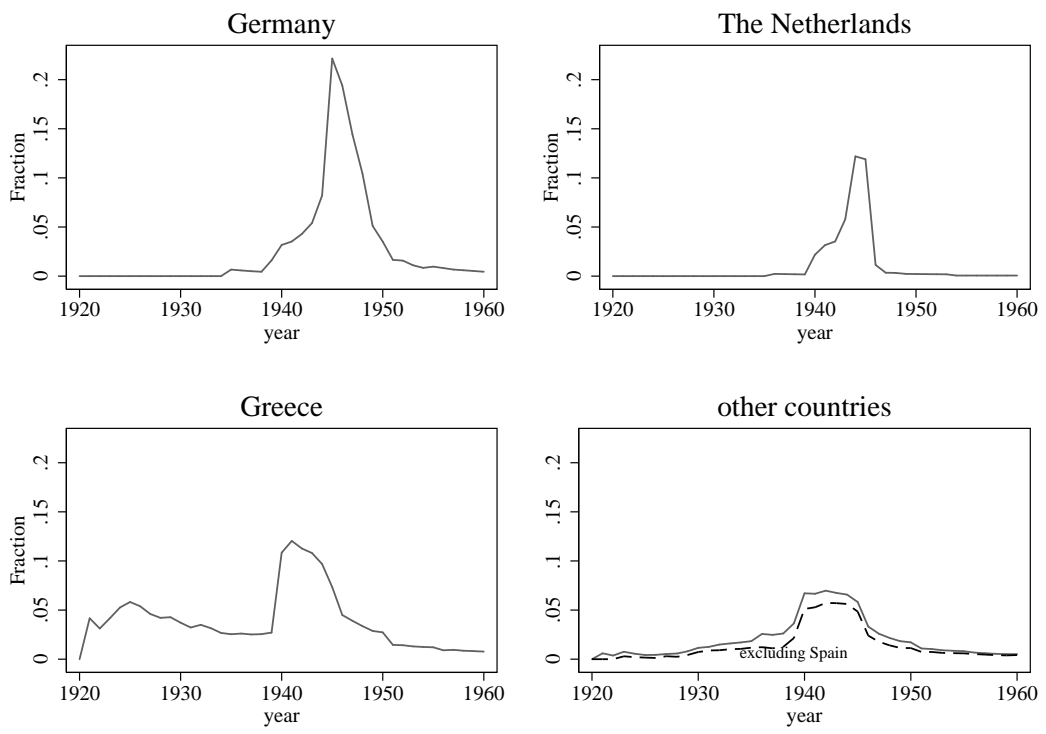 Germany
Fraction
.2
.15
.1
.05
0
1920 1930 1940 1950 1960
year
The Netherlands
Fraction
.2
.15
.1
.05
0
1920 1930 1940 1950 1960
year
Greece
Fraction
.2
.15
.1
.05
0
1920 1930 1940 1950 1960
year
other countries
.2
.15
.1
.05
0
excluding Spain
1920 1930 1940 1950 1960
year